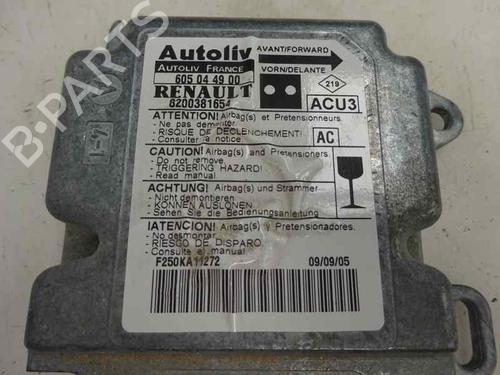 Autoliv
AVANT/FORWARD
AUTOLIV FRANCE
VORN/DELANTE
605 04 49 00
RENAULT
219
8200381654
ACU3
ATTENTION! Airbag(s) et Pretensionneurs.
- Ne pas demonter
- RISQUE DE DECLENCHEMENT!
- Consulter la notice
AC
CAUTION! Airbag(s) and Pretensioners.
- Do not remove
- TRIGGERING HAZARD!
- Read manual
ACHTUNG! Airbag(s) und Strammer
- Nicht demontieren
- KÖNNEN AUSLÖSEN
- Sehen Sie die Bedienungsanleitung
¡ATENCION! Airbag(s) y Pretensionadores.
- No desmontar
- RIESGO DE DISPARO.
- Consulte el manual
F250KA11272
09/09/05
B-PARTS